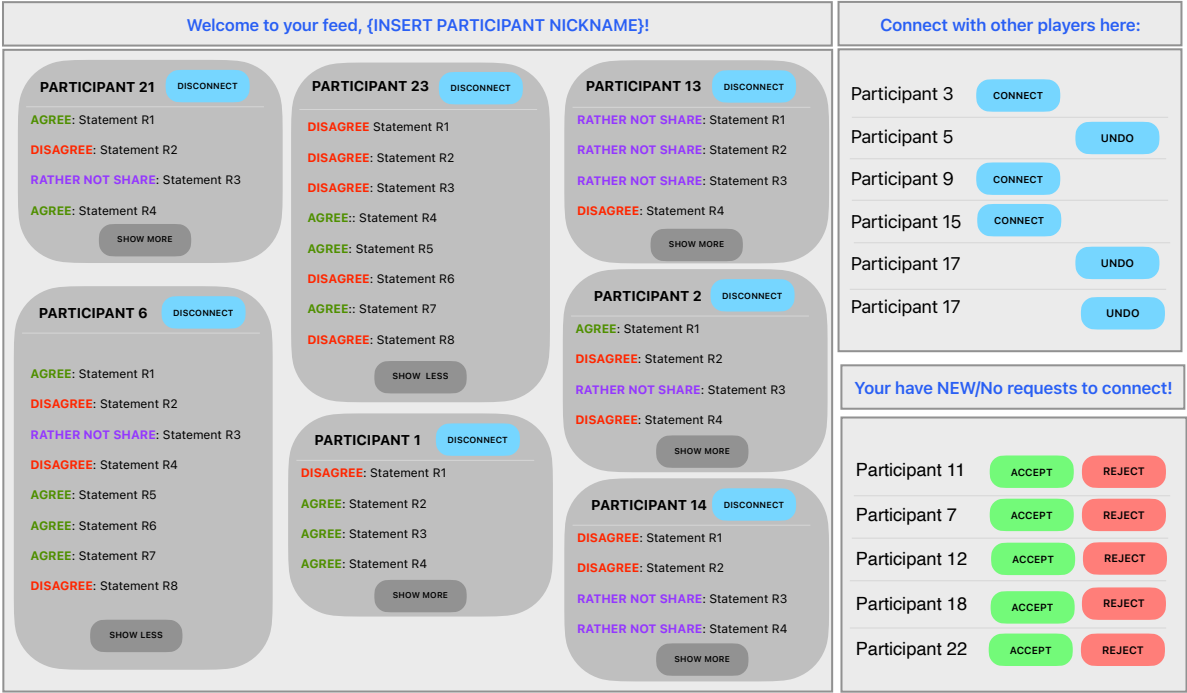 Welcome to your feed, {INSERT PARTICIPANT NICKNAME}!
PARTICIPANT 21 DISCONNECT
AGREE: Statement R1
DISAGREE: Statement R2
RATHER NOT SHARE: Statement R3
AGREE: Statement R4
SHOW MORE
PARTICIPANT 6 DISCONNECT
AGREE: Statement R1
DISAGREE: Statement R2
RATHER NOT SHARE: Statement R3
DISAGREE: Statement R4
AGREE: Statement R5
AGREE: Statement R6
AGREE: Statement R7
DISAGREE: Statement R8
SHOW LESS
PARTICIPANT 23 DISCONNECT
DISAGREE Statement R1
DISAGREE: Statement R2
DISAGREE: Statement R3
AGREE:: Statement R4
AGREE: Statement R5
DISAGREE: Statement R6
AGREE:: Statement R7
DISAGREE: Statement R8
SHOW LESS
PARTICIPANT 1 DISCONNECT
DISAGREE: Statement R1
AGREE: Statement R2
AGREE: Statement R3
AGREE: Statement R4
SHOW MORE
PARTICIPANT 13 DISCONNECT
RATHER NOT SHARE: Statement R1
RATHER NOT SHARE: Statement R2
RATHER NOT SHARE: Statement R3
DISAGREE: Statement R4
SHOW MORE
PARTICIPANT 2 DISCONNECT
AGREE: Statement R1
DISAGREE: Statement R2
RATHER NOT SHARE: Statement R3
DISAGREE: Statement R4
SHOW MORE
PARTICIPANT 14 DISCONNECT
DISAGREE: Statement R1
DISAGREE: Statement R2
RATHER NOT SHARE: Statement R3
RATHER NOT SHARE: Statement R4
SHOW MORE
Connect with other players here:
Participant 3 CONNECT
Participant 5 UNDO
Participant 9 CONNECT
Participant 15 CONNECT
Participant 17 UNDO
Participant 17 UNDO
Your have NEW/No requests to connect!
Participant 11 ACCEPT REJECT
Participant 7 ACCEPT REJECT
Participant 12 ACCEPT REJECT
Participant 18 ACCEPT REJECT
Participant 22 ACCEPT REJECT